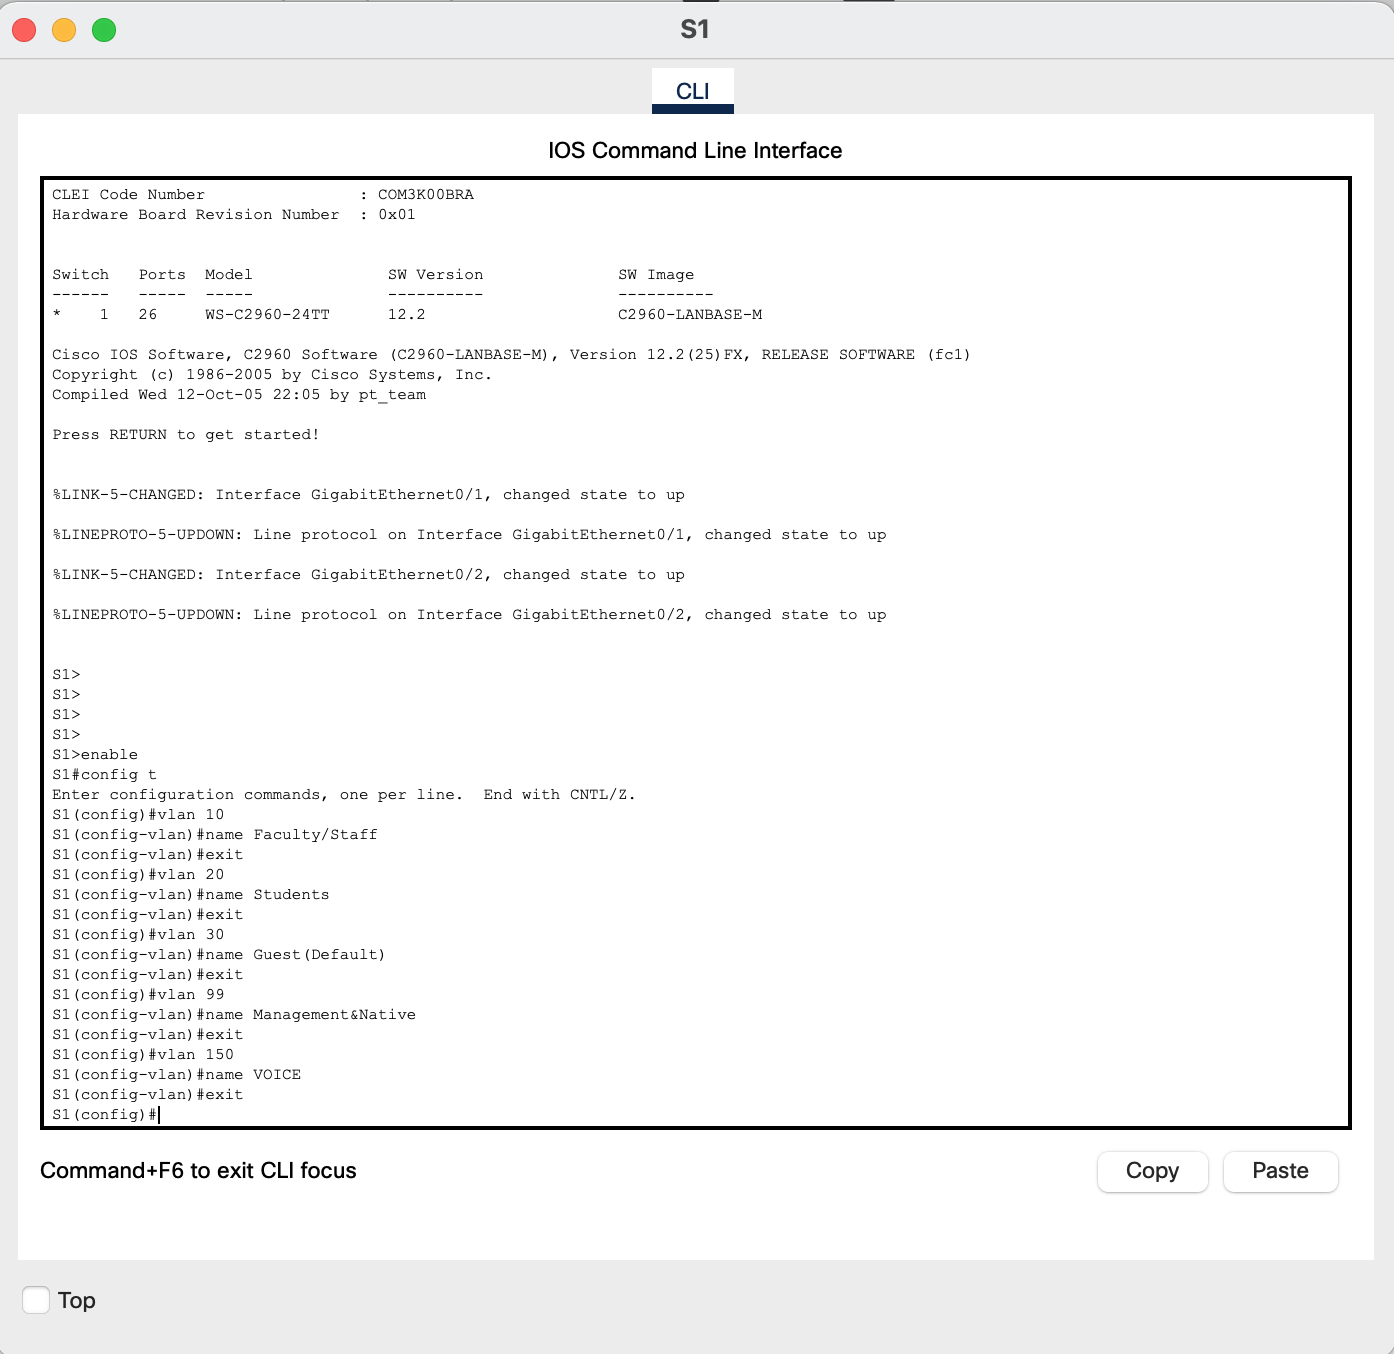 S1
CLI
IOS Command Line Interface
CLEI Code Number                : COM3K00BRA
Hardware Board Revision Number  : 0x01
Switch   Ports  Model              SW Version              SW Image
------   -----  -----              ----------              ----------
*    1   26     WS-C2960-24TT      12.2                    C2960-LANBASE-M
Cisco IOS Software, C2960 Software (C2960-LANBASE-M), Version 12.2(25)FX, RELEASE SOFTWARE (fc1)
Copyright (c) 1986-2005 by Cisco Systems, Inc.
Compiled Wed 12-Oct-05 22:05 by pt_team
Press RETURN to get started!
%LINK-5-CHANGED: Interface GigabitEthernet0/1, changed state to up
%LINEPROTO-5-UPDOWN: Line protocol on Interface GigabitEthernet0/1, changed state to up
%LINK-5-CHANGED: Interface GigabitEthernet0/2, changed state to up
%LINEPROTO-5-UPDOWN: Line protocol on Interface GigabitEthernet0/2, changed state to up
S1>
S1>
S1>
S1>
S1>enable
S1#config t
Enter configuration commands, one per line.  End with CNTL/Z.
S1(config)#vlan 10
S1(config-vlan)#name Faculty/Staff
S1(config-vlan)#exit
S1(config)#vlan 20
S1(config-vlan)#name Students
S1(config-vlan)#exit
S1(config)#vlan 30
S1(config-vlan)#name Guest(Default)
S1(config-vlan)#exit
S1(config)#vlan 99
S1(config-vlan)#name Management&Native
S1(config-vlan)#exit
S1(config)#vlan 150
S1(config-vlan)#name VOICE
S1(config-vlan)#exit
S1(config)#
Command+F6 to exit CLI focus
Copy
Paste
Top